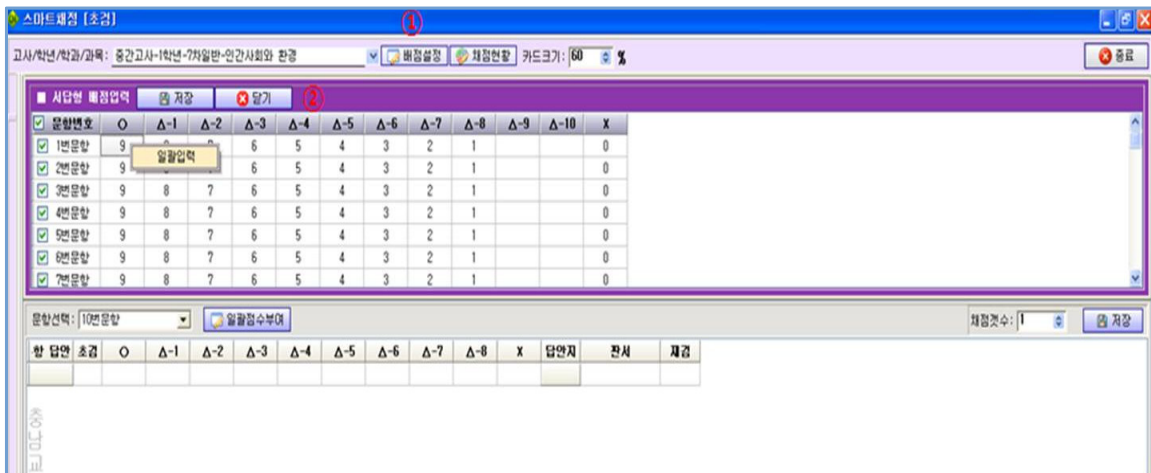 스마트채점 [초검]
①
고사/학년/학과/과목: 중간고사-1학년-7차일반-인간사회와 환경 배점설정 채점현황 카드크기: 60 % 종료
■ 서답형 배점입력 저장 닫기 ②
문항번호 O △-1 △-2 △-3 △-4 △-5 △-6 △-7 △-8 △-9 △-10 X
1번문항 9 6 5 4 3 2 1 0
일괄입력
2번문항 9 6 5 4 3 2 1 0
3번문항 9 8 7 6 5 4 3 2 1 0
4번문항 9 8 7 6 5 4 3 2 1 0
5번문항 9 8 7 6 5 4 3 2 1 0
6번문항 9 8 7 6 5 4 3 2 1 0
7번문항 9 8 7 6 5 4 3 2 1 0
문항선택: 10번문항 일괄점수부여 채점갯수: 1 저장
항 답안 초검 O △-1 △-2 △-3 △-4 △-5 △-6 △-7 △-8 X 답안지 판서 재검